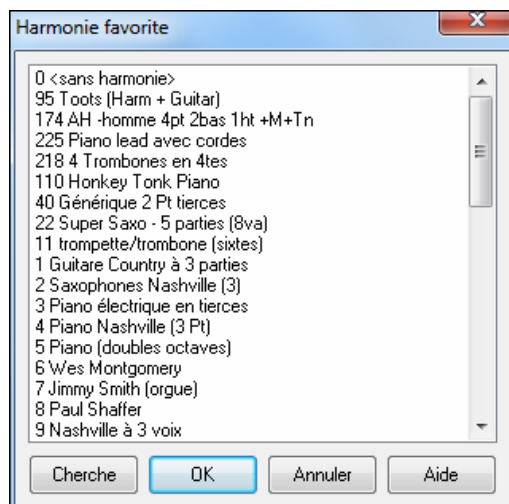 Harmonie favorite
0 <sans harmonie>
95 Toots (Harm + Guitar)
174 AH -homme 4pt 2bas 1ht +M+Tn
225 Piano lead avec cordes
218 4 Trombones en 4tes
110 Honkey Tonk Piano
40 Générique 2 Pt tierces
22 Super Saxo - 5 parties (8va)
11 trompette/trombone (sixtes)
1 Guitare Country à 3 parties
2 Saxophones Nashville (3)
3 Piano électrique en tierces
4 Piano Nashville (3 Pt)
5 Piano (doubles octaves)
6 Wes Montgomery
7 Jimmy Smith (orgue)
8 Paul Shaffer
9 Nashville à 3 voix
Cherche OK Annuler Aide